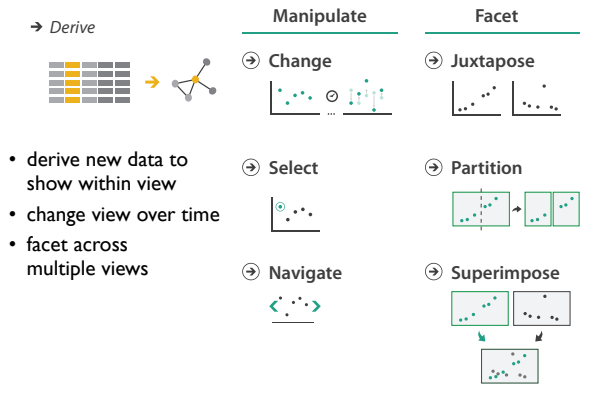 Derive
• derive new data to
show within view
• change view over time
• facet across
multiple views
Manipulate
Change
...
Select
Navigate
Facet
Juxtapose
Partition
Superimpose